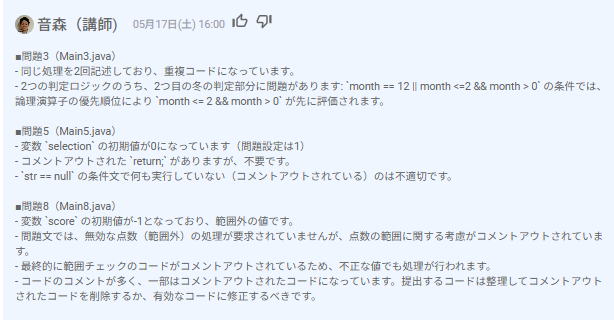 音森（講師） 05月17日(土) 16:00
■問題3（Main3.java）
- 同じ処理を2回記述しており、重複コードになっています。
- 2つの判定ロジックのうち、2つ目の冬の判定部分に問題があります: `month == 12 || month <=2 && month > 0` の条件では、
論理演算子の優先順位により `month <= 2 && month > 0` が先に評価されます。
■問題5（Main5.java）
- 変数 `selection` の初期値が0になっています（問題設定は1）
- コメントアウトされた `return;` がありますが、不要です。
- `str == null` の条件文で何も実行していない（コメントアウトされている）のは不適切です。
■問題8（Main8.java）
- 変数 `score` の初期値が-1となっており、範囲外の値です。
- 問題文では、無効な点数（範囲外）の処理が要求されていませんが、点数の範囲に関する考慮がコメントアウトされていま
す。
- 最終的に範囲チェックのコードがコメントアウトされているため、不正な値でも処理が行われます。
- コードのコメントが多く、一部はコメントアウトされたコードになっています。提出するコードは整理してコメントアウト
されたコードを削除するか、有効なコードに修正するべきです。